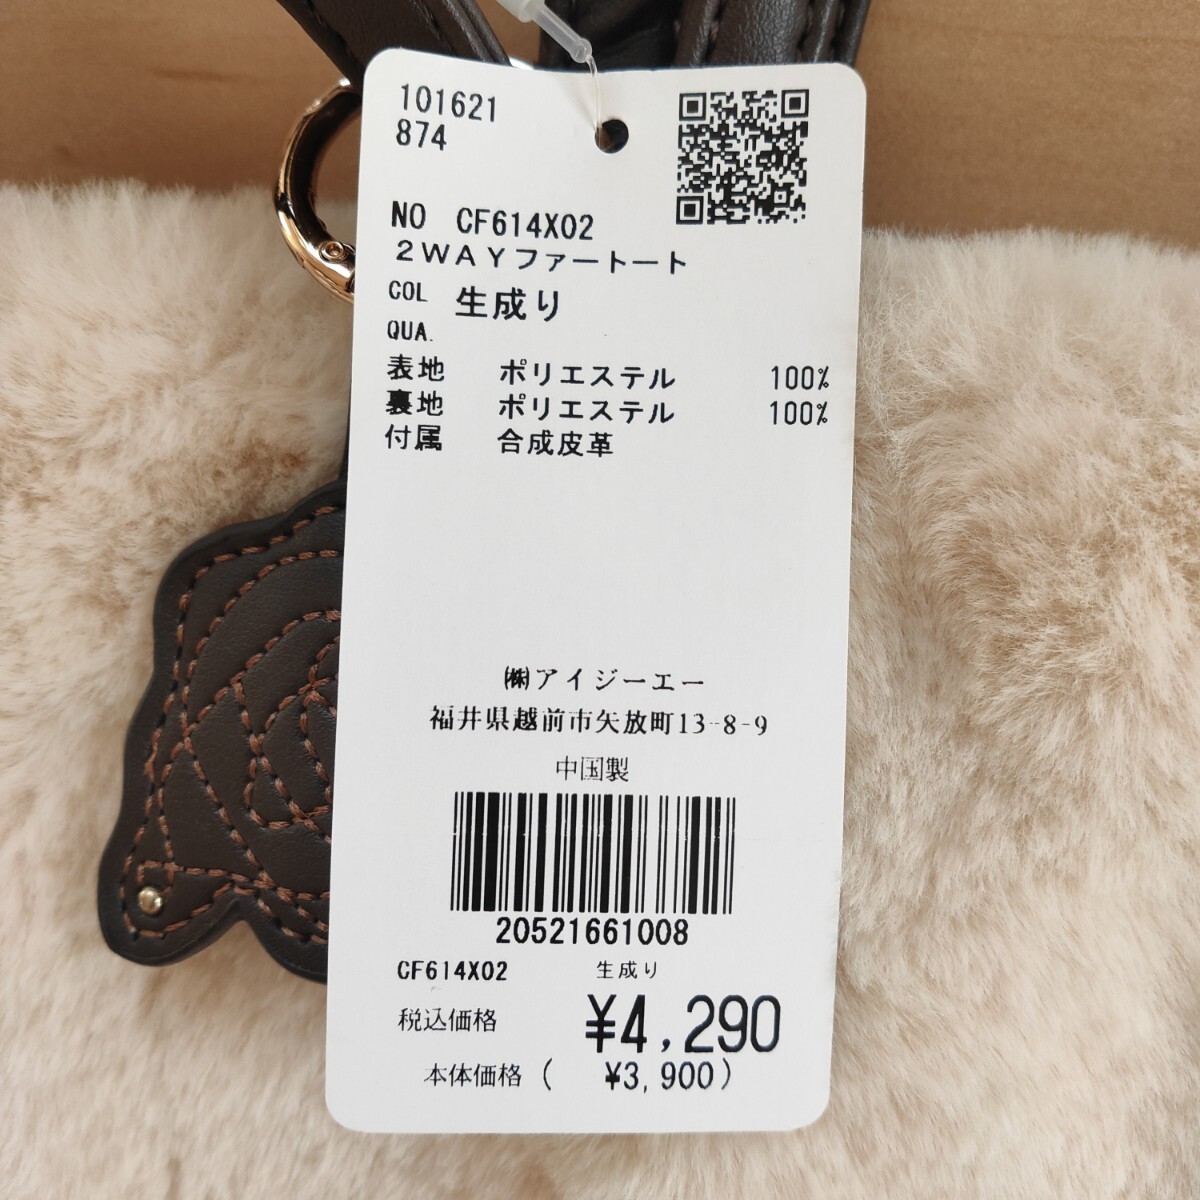 101621
874
NO CF614X02
2WAYファートート
COL 生成り
QUA.
表地 ポリエステル 100%
裏地 ポリエステル 100%
付属 合成皮革
㈱アイジーエー
福井県越前市矢放町13-8-9
中国製
20521661008
CF614X02 生成り
税込価格 ¥4,290
本体価格( ¥3,900)